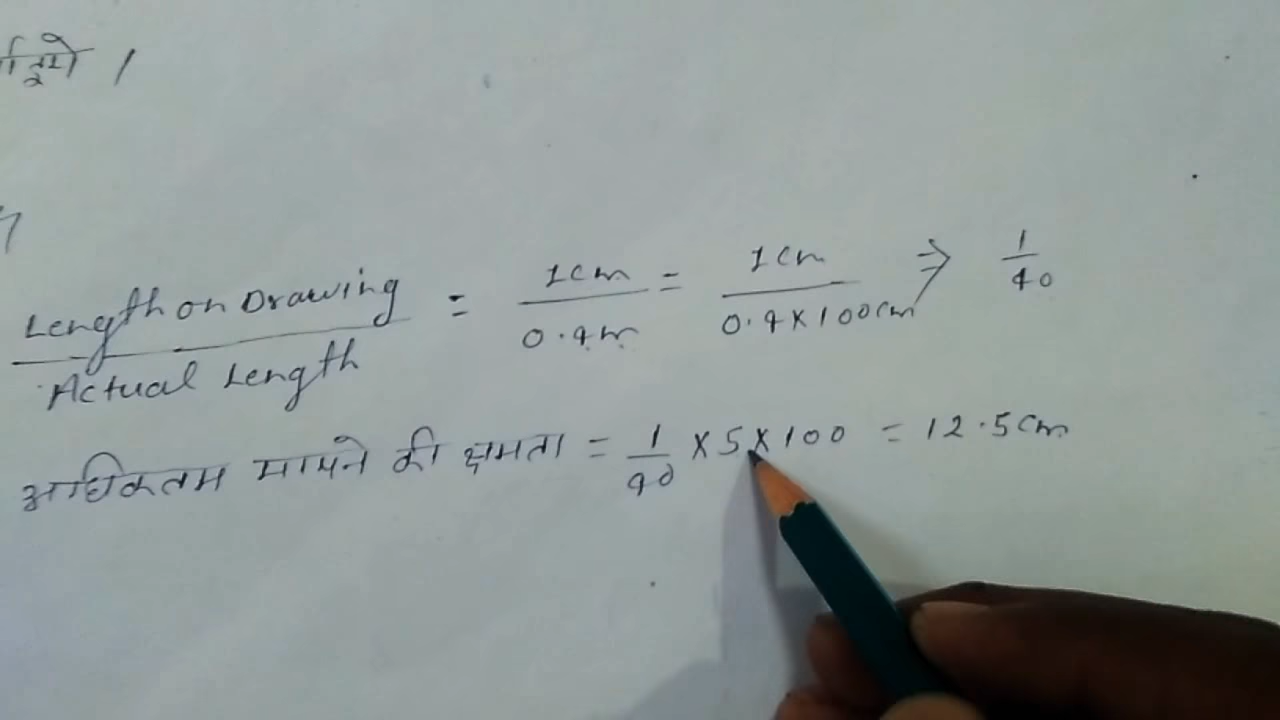 Length on Drawing / Actual Length = 1cm / 0.4m = 1cm / 0.4×100cm ⇒ 1/40
अधिकतम मापने की क्षमता = 1/40 × 5 × 100 = 12.5cm